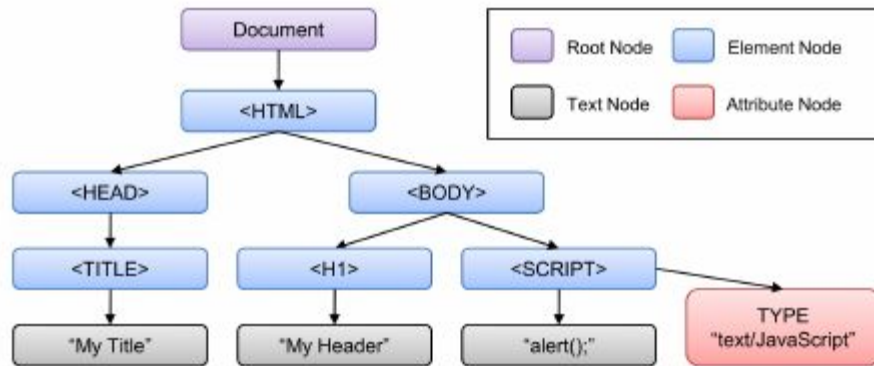 Document
Root Node
Element Node
Text Node
Attribute Node
<HTML>
<HEAD>
<BODY>
<TITLE>
<H1>
<SCRIPT>
“My Title”
“My Header”
“alert();”
TYPE
“text/JavaScript”